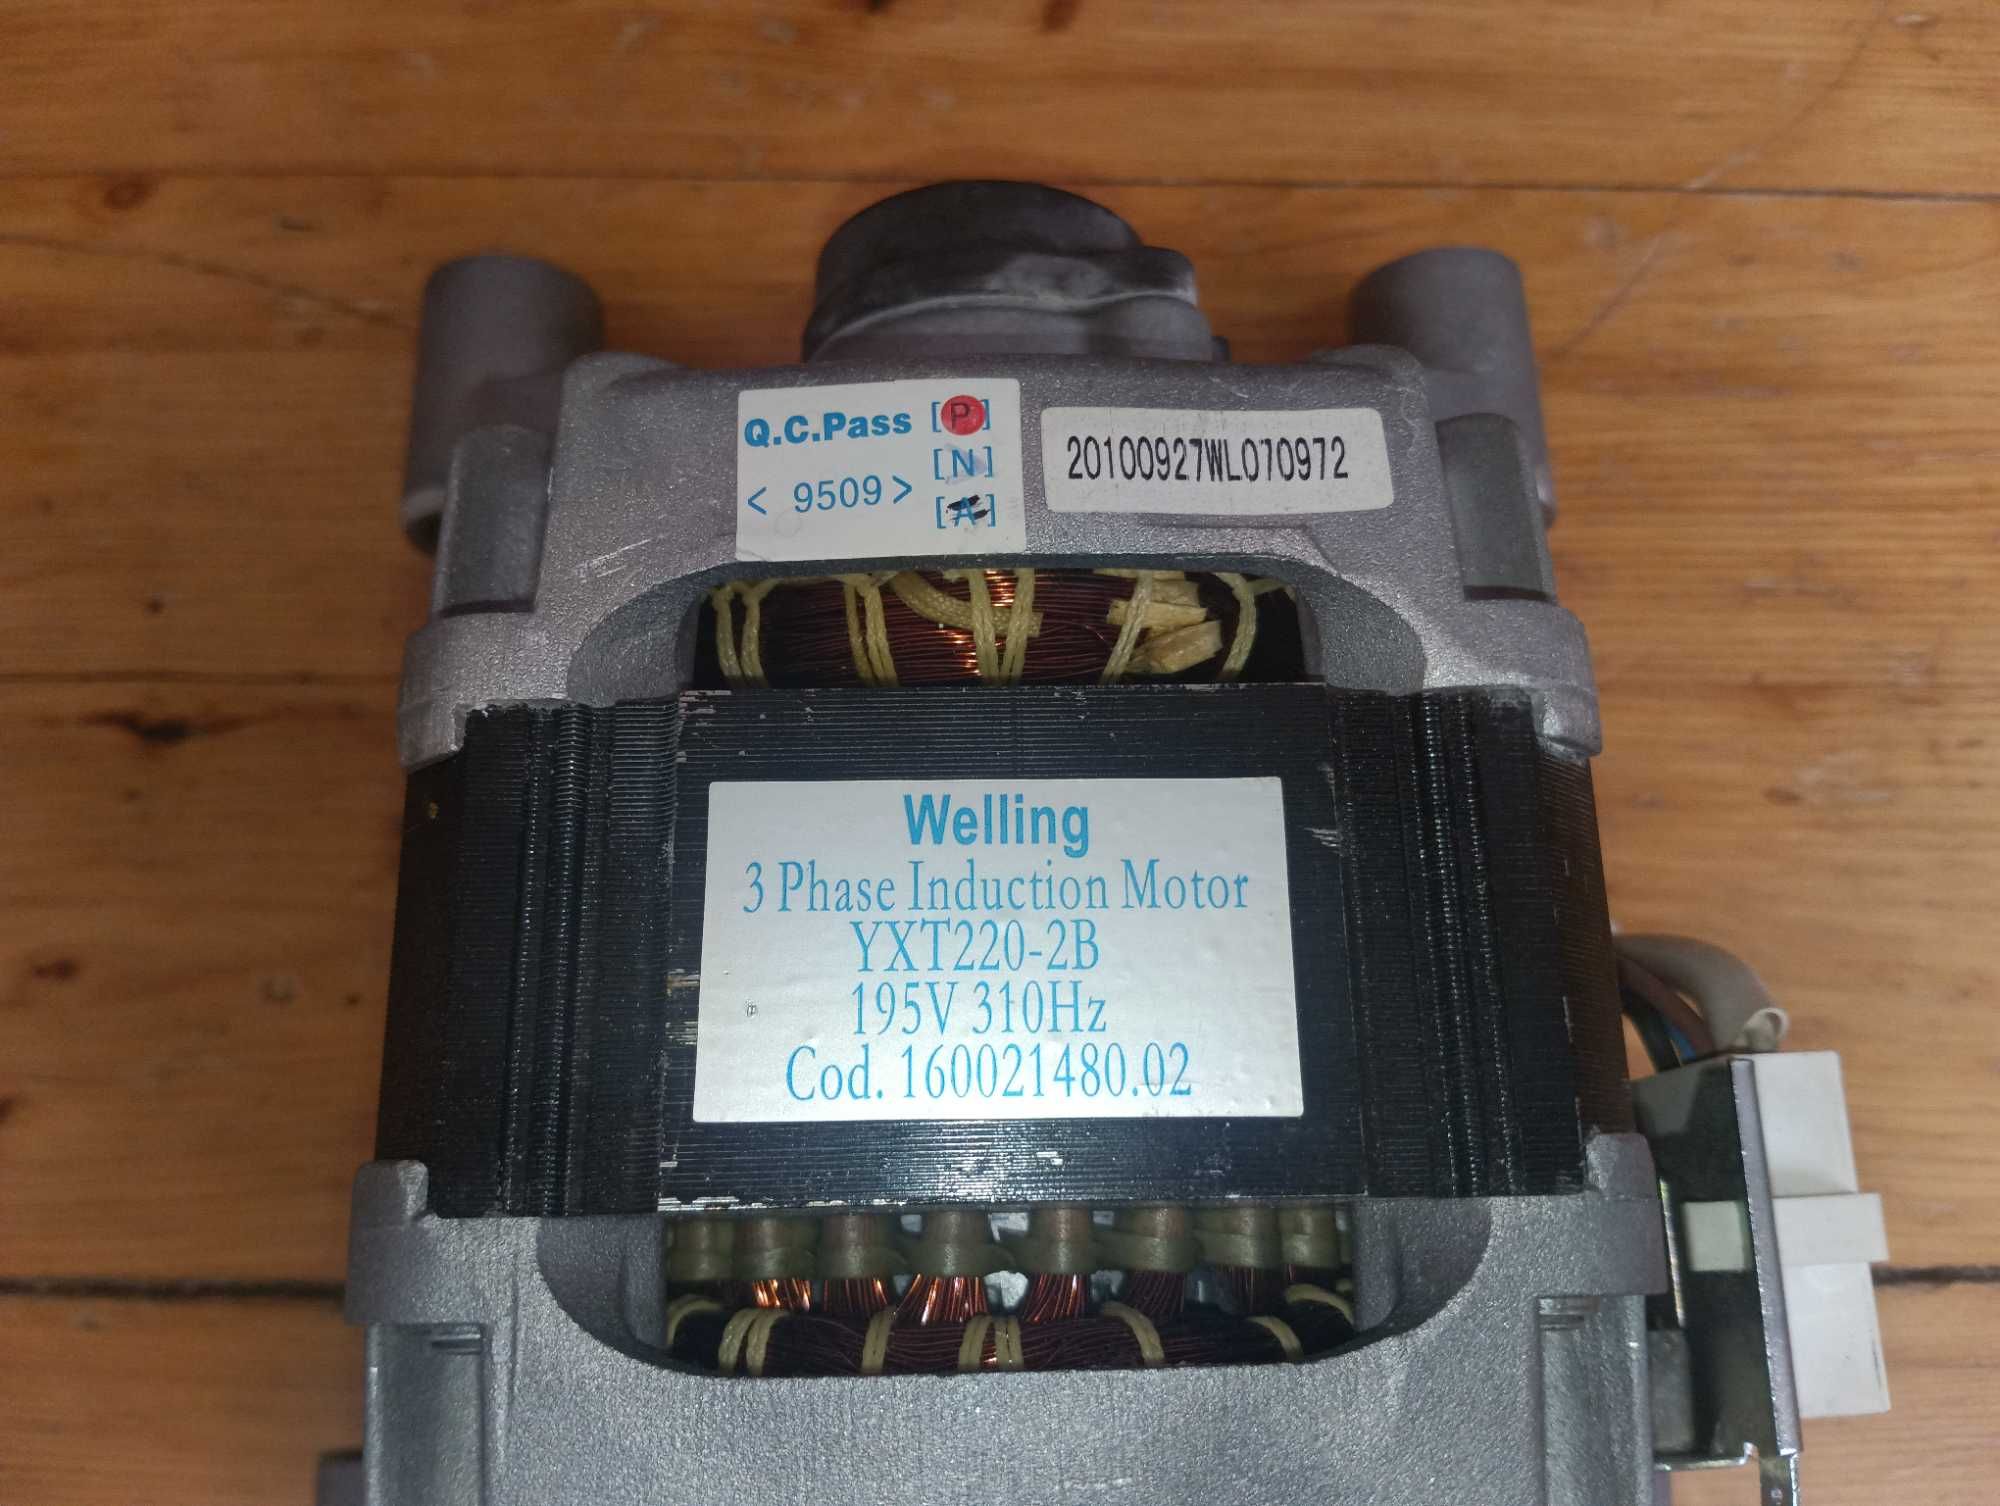 Q.C.Pass [P]
[N]
< 9509 >
[A]
20100927WL070972
Welling
3 Phase Induction Motor
YXT220-2B
195V 310Hz
Cod. 160021480.02